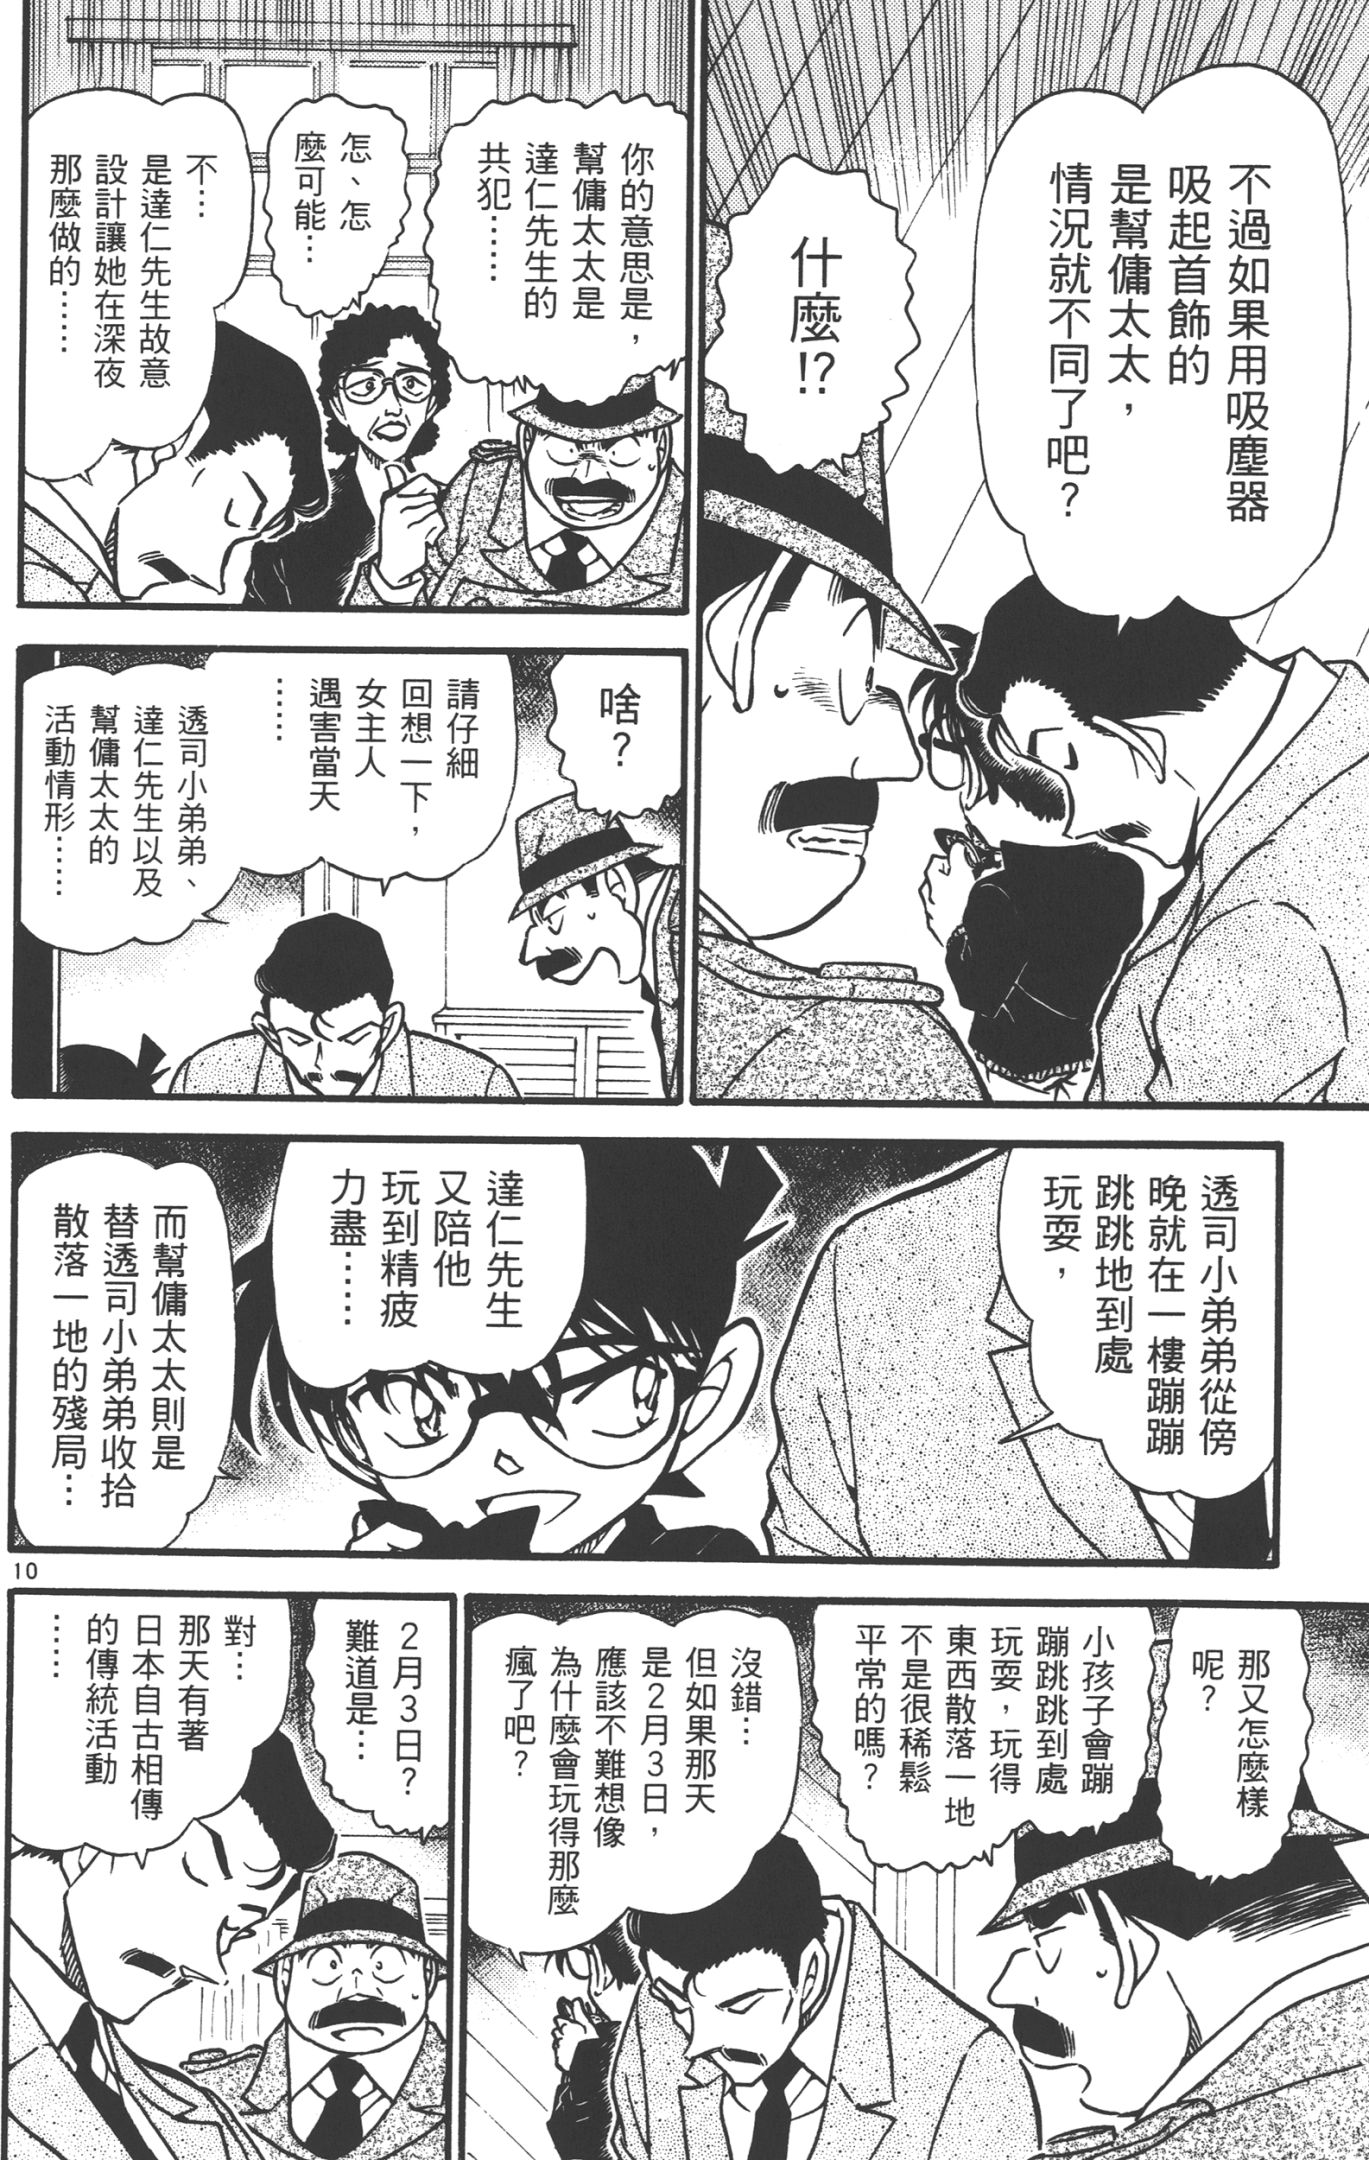 不過如果用吸塵器
吸起首飾的
是幫傭太太，
情況就不同了吧？
什麼!?
你的意思是，
幫傭太太是
達仁先生的
共犯……
怎、怎
麼可能…
不…
是達仁先生故意
設計讓她在深夜
那麼做的……
啥？
請仔細
回想一下，
女主人
遇害當天
……
透司小弟弟、
達仁先生以及
幫傭太太的
活動情形……
透司小弟弟從傍
晚就在一樓蹦蹦
跳跳地到處
玩耍，
達仁先生
又陪他
玩到精疲
力盡……
而幫傭太太則是
替透司小弟弟收拾
散落一地的殘局…
10
那又怎麼樣
呢？
小孩子會蹦
蹦跳跳到處
玩耍，玩得
東西散落一地
不是很稀鬆
平常的嗎？
沒錯…
但如果那天
是2月3日，
應該不難想像
為什麼會玩得那麼
瘋了吧？
2月3日？
難道是…
對…
那天有著
日本自古相傳
的傳統活動
……